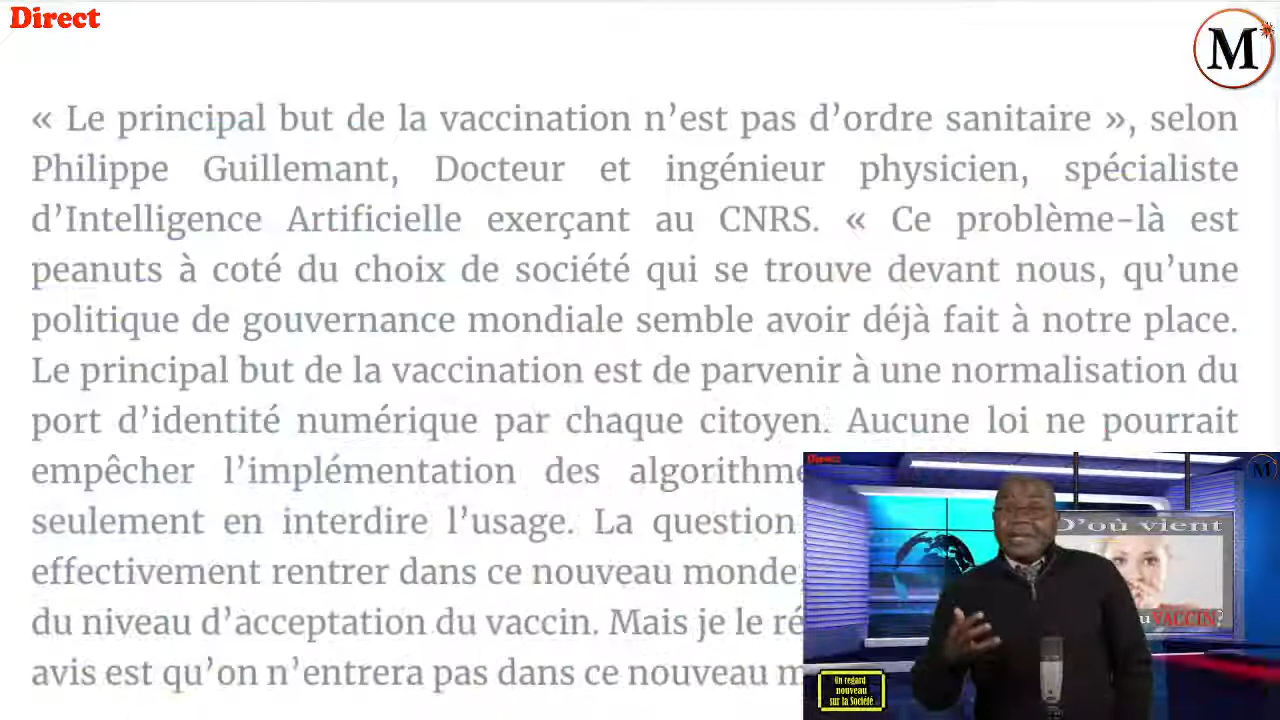 Direct
M
« Le principal but de la vaccination n’est pas d’ordre sanitaire », selon
Philippe Guillemant, Docteur et ingénieur physicien, spécialiste
d’Intelligence Artificielle exerçant au CNRS. « Ce problème-là est
peanuts à coté du choix de société qui se trouve devant nous, qu’une
politique de gouvernance mondiale semble avoir déjà fait à notre place.
Le principal but de la vaccination est de parvenir à une normalisation du
port d’identité numérique par chaque citoyen. Aucune loi ne pourrait
empêcher l’implémentation des algorithme
seulement en interdire l’usage. La question
effectivement rentrer dans ce nouveau monde,
du niveau d’acceptation du vaccin. Mais je le ré
avis est qu’on n’entrera pas dans ce nouveau m
Direct
M
D’où vient
VACCIN?
Un regard
nouveau
sur la Société